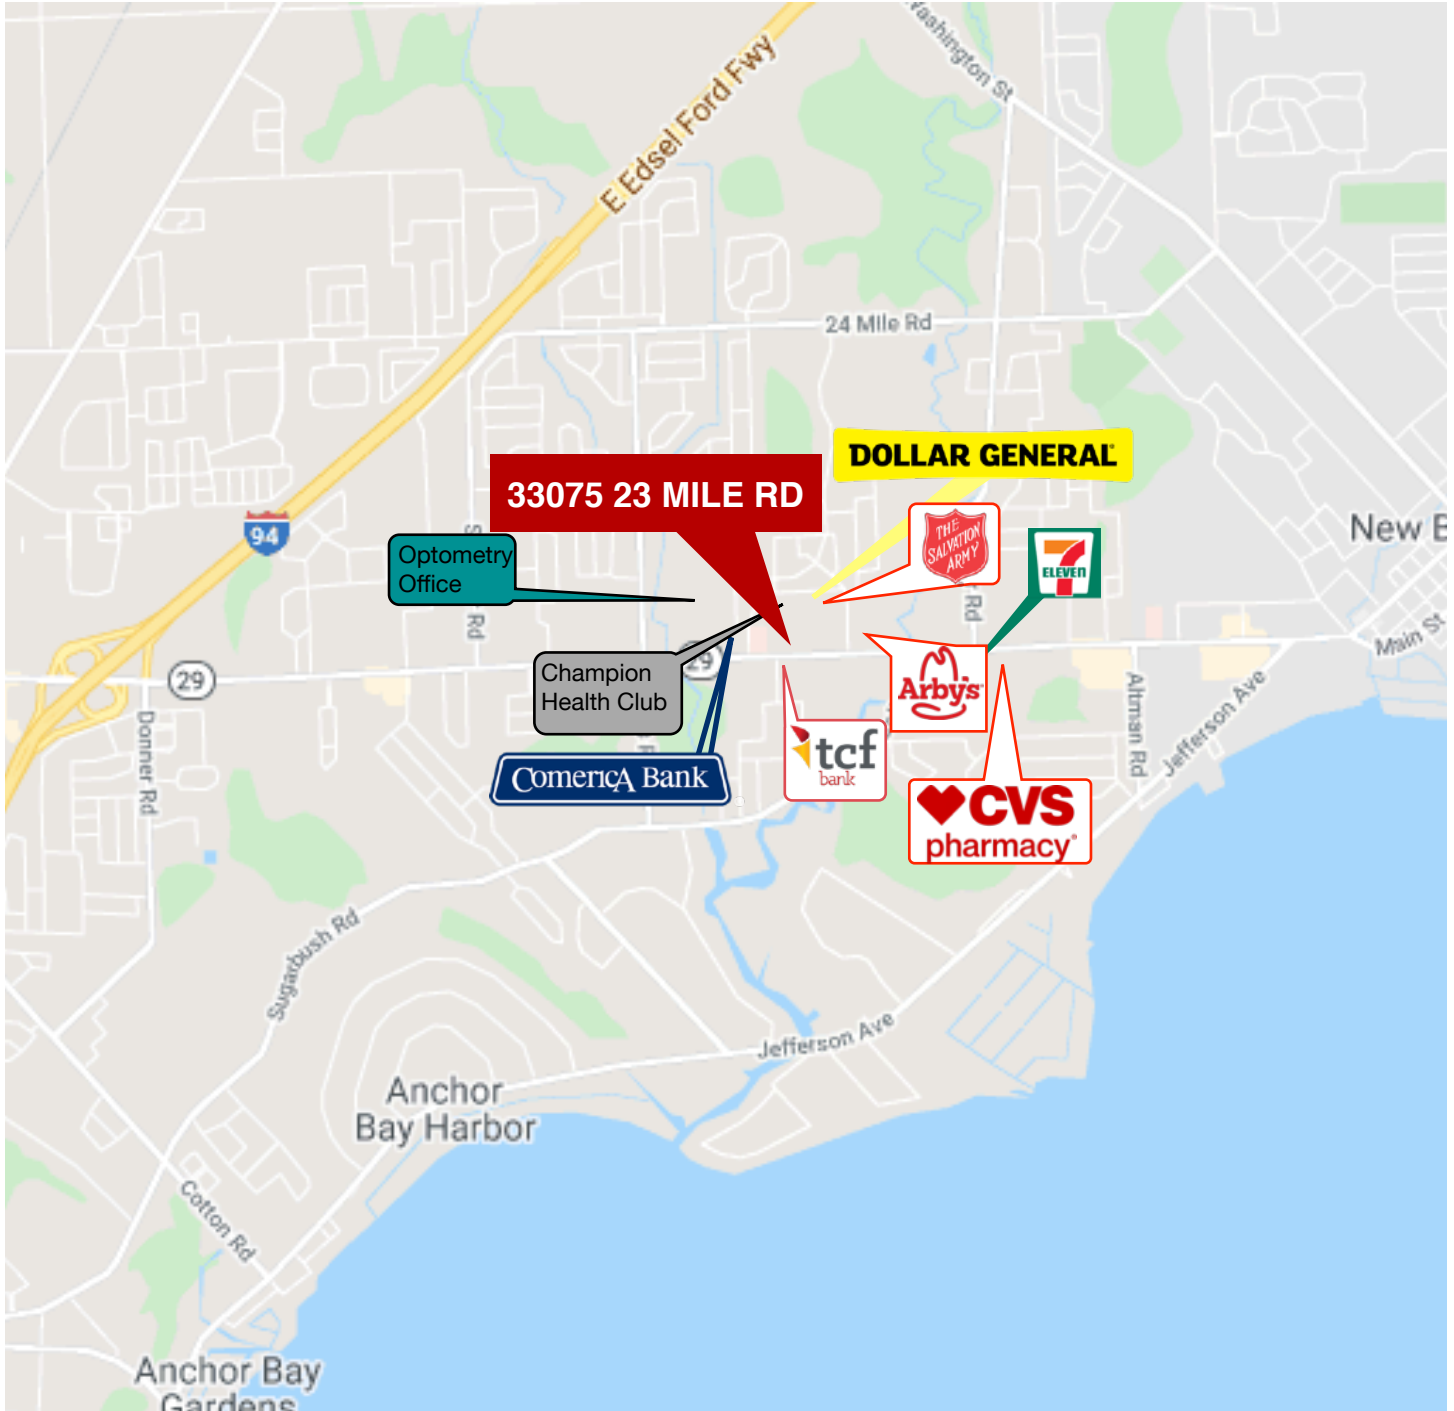 Washington St
E Edsel Ford Fwy
24 Mile Rd
DOLLAR GENERAL
33075 23 MILE RD
THE
SALVATION
ARMY
7
ELEVEN
94
New B
Optometry
Office
Rd
Rd
Main St
29
29
Champion
Health Club
Arby's
Altman Rd
Jefferson Ave
Donner Rd
tcf
bank
Comerica Bank
CVS
pharmacy
Sugarbush Rd
Jefferson Ave
Anchor
Bay Harbor
Cotton Rd
Anchor Bay
Gardens